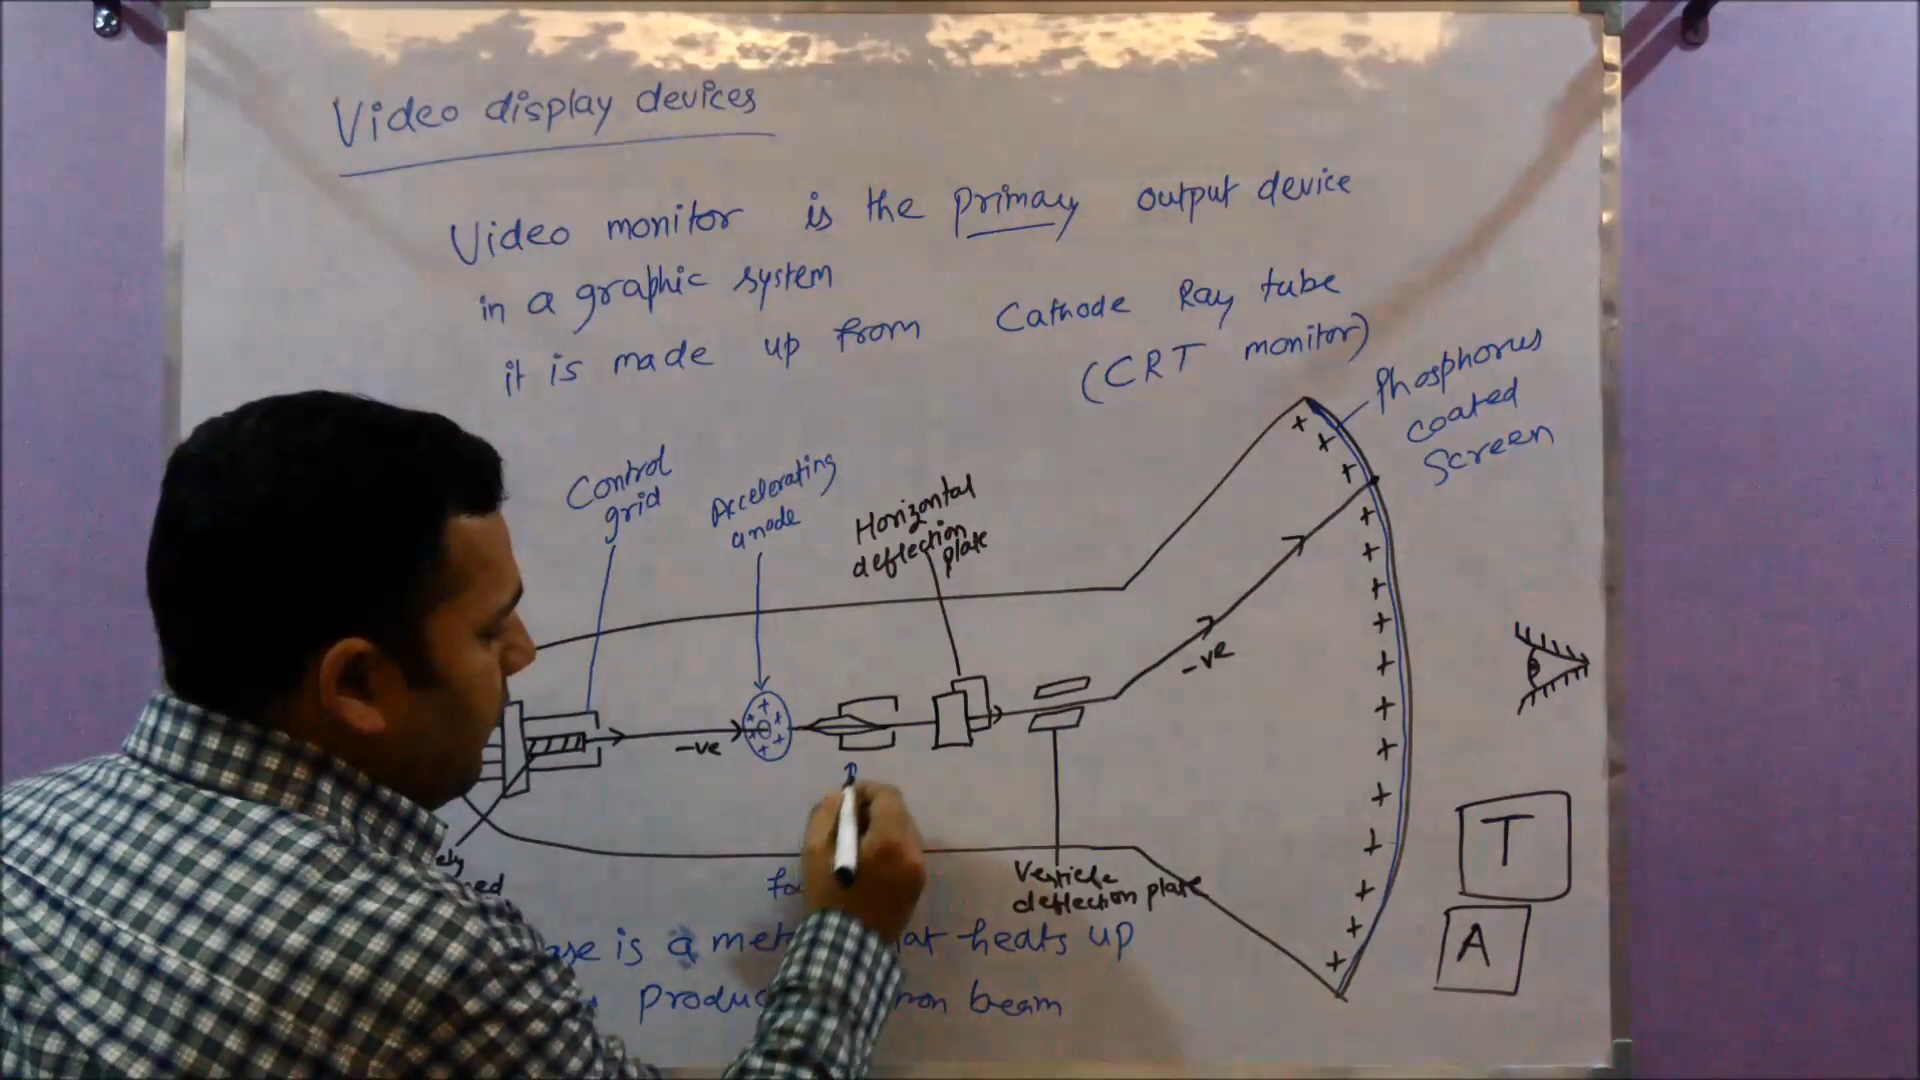 Video display devices
Video monitor is the primary output device
in a graphic system
it is made up from Cathode Ray tube
(CRT monitor)
Phosphorus
coated
Screen
Control
grid
Accelerating
anode
Horizontal
deflection
plate
-ve
-ve
T
A
Verticle
deflection plate
is a heats up
beam